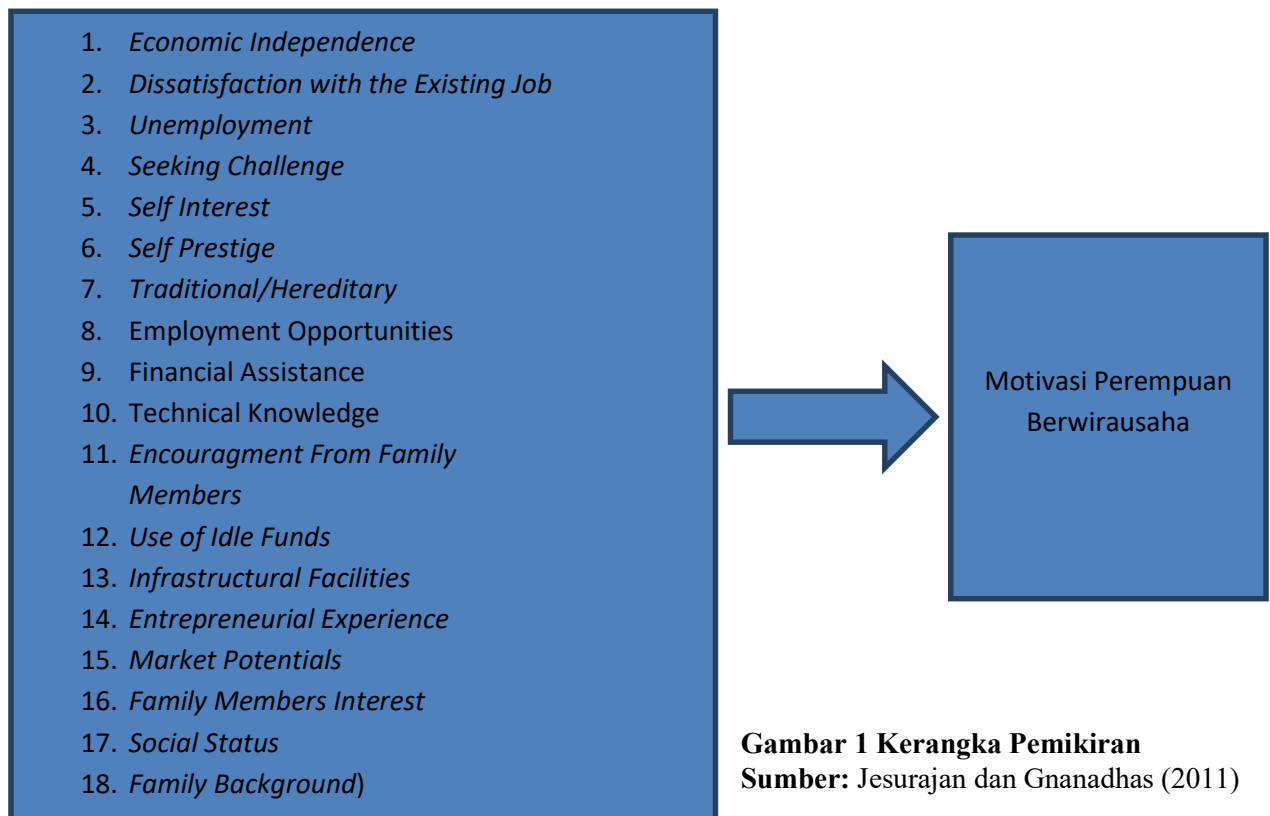 1. Economic Independence
2. Dissatisfaction with the Existing Job
3. Unemployment
4. Seeking Challenge
5. Self Interest
6. Self Prestige
7. Traditional/Hereditary
8. Employment Opportunities
9. Financial Assistance
10. Technical Knowledge
11. Encouragment From Family
Members
12. Use of Idle Funds
13. Infrastructural Facilities
14. Entrepreneurial Experience
15. Market Potentials
16. Family Members Interest
17. Social Status
18. Family Background)
Motivasi Perempuan
Berwirausaha
Gambar 1 Kerangka Pemikiran
Sumber: Jesurajan dan Gnanadhas (2011)